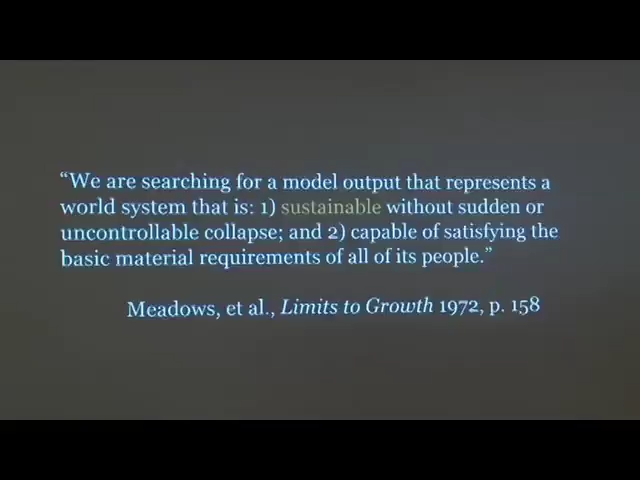 “We are searching for a model output that represents a
world system that is: 1) sustainable without sudden or
uncontrollable collapse; and 2) capable of satisfying the
basic material requirements of all of its people.”
Meadows, et al., Limits to Growth 1972, p. 158